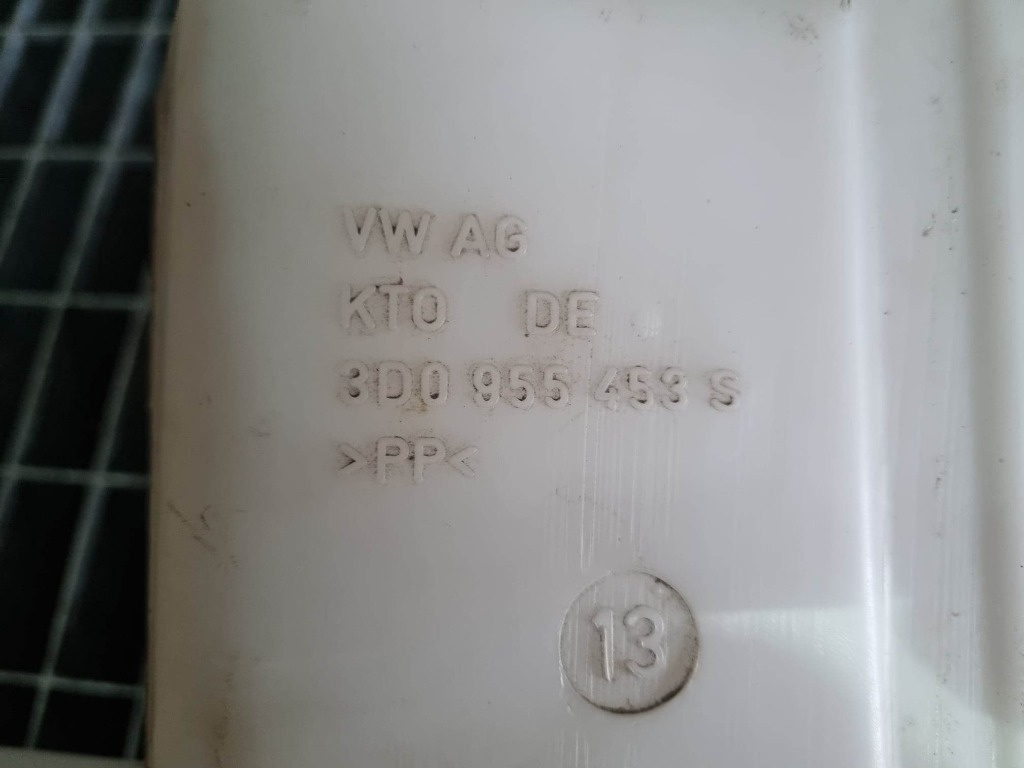 VW AG
KTO DE
3D0 955 453 S
>PP<
13